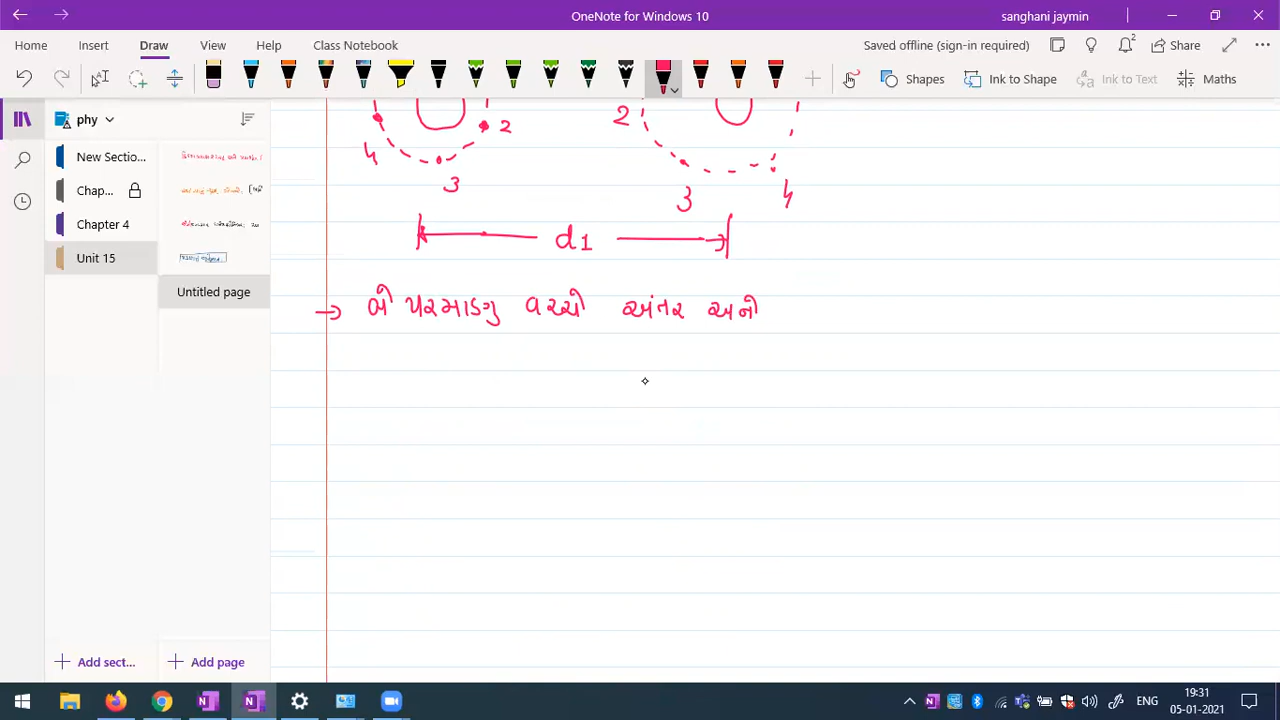 OneNote for Windows 10
sanghani jaymin
Home Insert Draw View Help Class Notebook
Saved offline (sign-in required) Share
Shapes Ink to Shape Ink to Text Maths
phy
New Sectio...
Chap...
Chapter 4
Unit 15
Untitled page
Add sect... Add page
4 2 3
2 3 4
d1
→ બે પરમાણુ વચ્ચે અંતર અને
ENG 19:31
05-01-2021